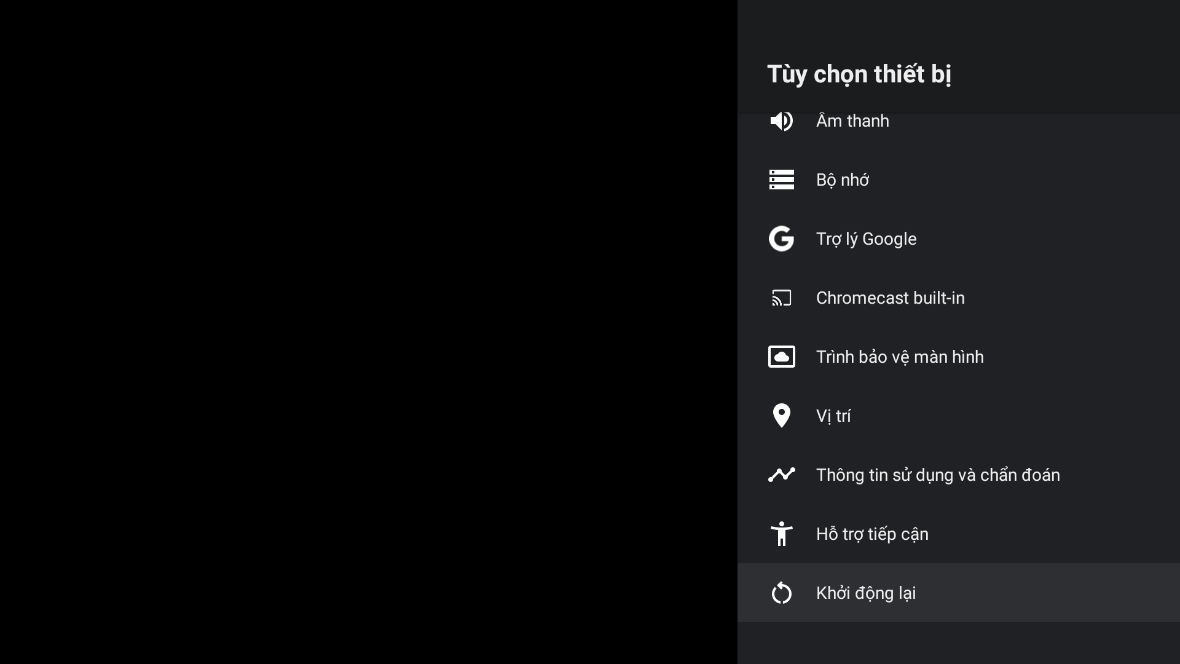 Tùy chọn thiết bị
Âm thanh
Bộ nhớ
Trợ lý Google
Chromecast built-in
Trình bảo vệ màn hình
Vị trí
Thông tin sử dụng và chẩn đoán
Hỗ trợ tiếp cận
Khởi động lại